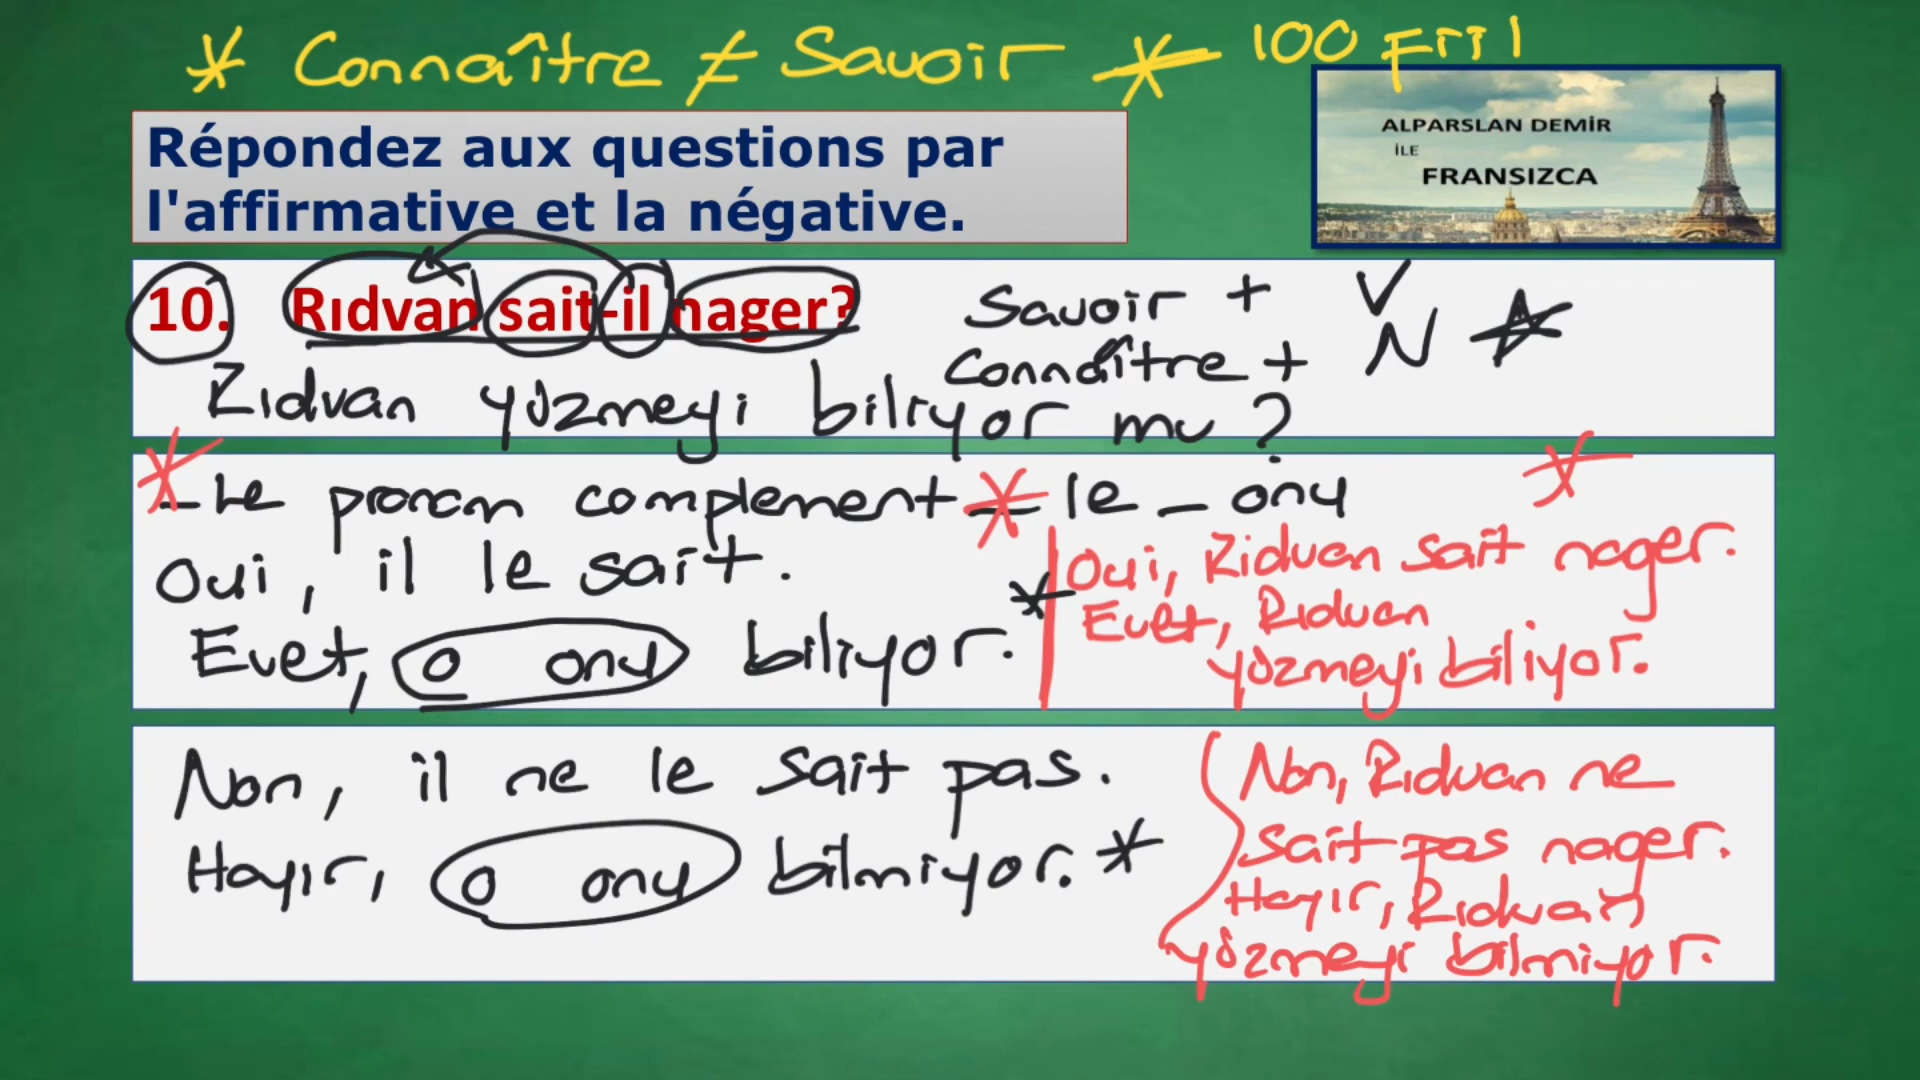 * Connaître ≠ Savoir * 100 Fiil
ALPARSLAN DEMİR
İLE
FRANSIZCA
Répondez aux questions par
l'affirmative et la négative.
10. Rıdvan sait-il nager?
Savoir + V
Connaître + N
Rıdvan yüzmeyi biliyor mu?
- Le pronom complement = le - onu
Oui, il le sait.
Evet, o onu biliyor.*
Oui, Rıdvan sait nager.
Evet, Rıdvan
yüzmeyi biliyor.
Non, il ne le sait pas.
Hayır, o onu bilmiyor. *
Non, Rıdvan ne
sait pas nager.
Hayır, Rıdvan
yüzmeyi bilmiyor.